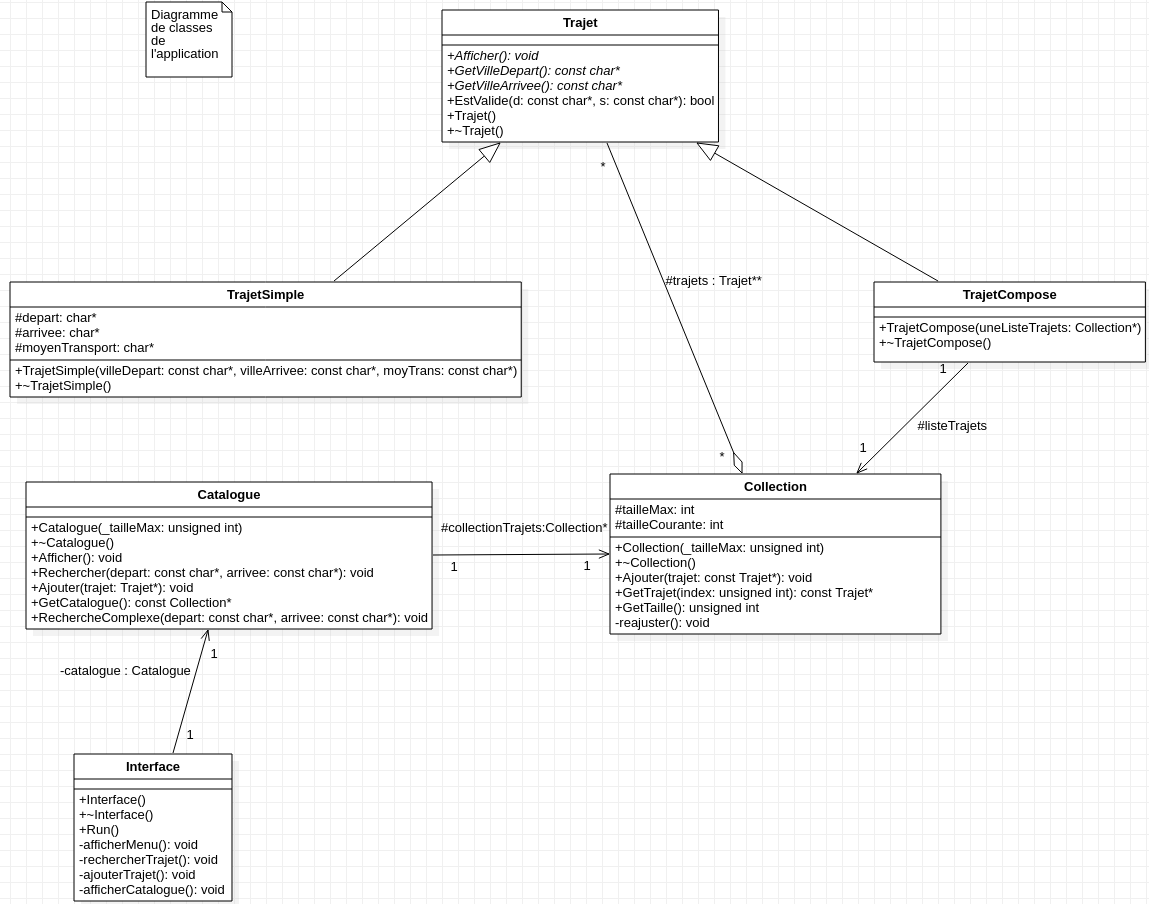 Diagramme
de classes
de
l'application
Trajet
+Afficher(): void
+GetVilleDepart(): const char*
+GetVilleArrivee(): const char*
+EstValide(d: const char*, s: const char*): bool
+Trajet()
+~Trajet()
*
#trajets : Trajet**
*
TrajetSimple
#depart: char*
#arrivee: char*
#moyenTransport: char*
+TrajetSimple(villeDepart: const char*, villeArrivee: const char*, moyTrans: const char*)
+~TrajetSimple()
TrajetCompose
+TrajetCompose(uneListeTrajets: Collection*)
+~TrajetCompose()
1
#listeTrajets
1
Catalogue
+Catalogue(_tailleMax: unsigned int)
+~Catalogue()
+Afficher(): void
+Rechercher(depart: const char*, arrivee: const char*): void
+Ajouter(trajet: Trajet*): void
+GetCatalogue(): const Collection*
+RechercheComplexe(depart: const char*, arrivee: const char*): void
#collectionTrajets:Collection*
1
1
Collection
#tailleMax: int
#tailleCourante: int
+Collection(_tailleMax: unsigned int)
+~Collection()
+Ajouter(trajet: const Trajet*): void
+GetTrajet(index: unsigned int): const Trajet*
+GetTaille(): unsigned int
-reajuster(): void
1
-catalogue : Catalogue
1
Interface
+Interface()
+~Interface()
+Run()
-afficherMenu(): void
-rechercherTrajet(): void
-ajouterTrajet(): void
-afficherCatalogue(): void